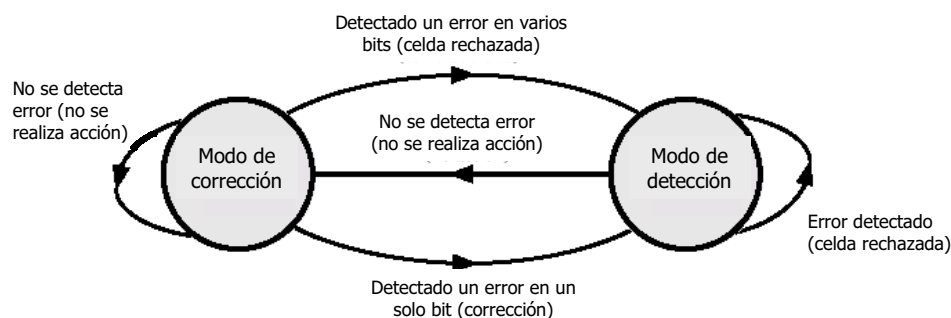 Detectado un error en varios
bits (celda rechazada)
No se detecta
error (no se
realiza acción)
No se detecta error
(no se realiza acción)
Modo de
corrección
Modo de
detección
Error detectado
(celda rechazada)
Detectado un error en un
solo bit (corrección)